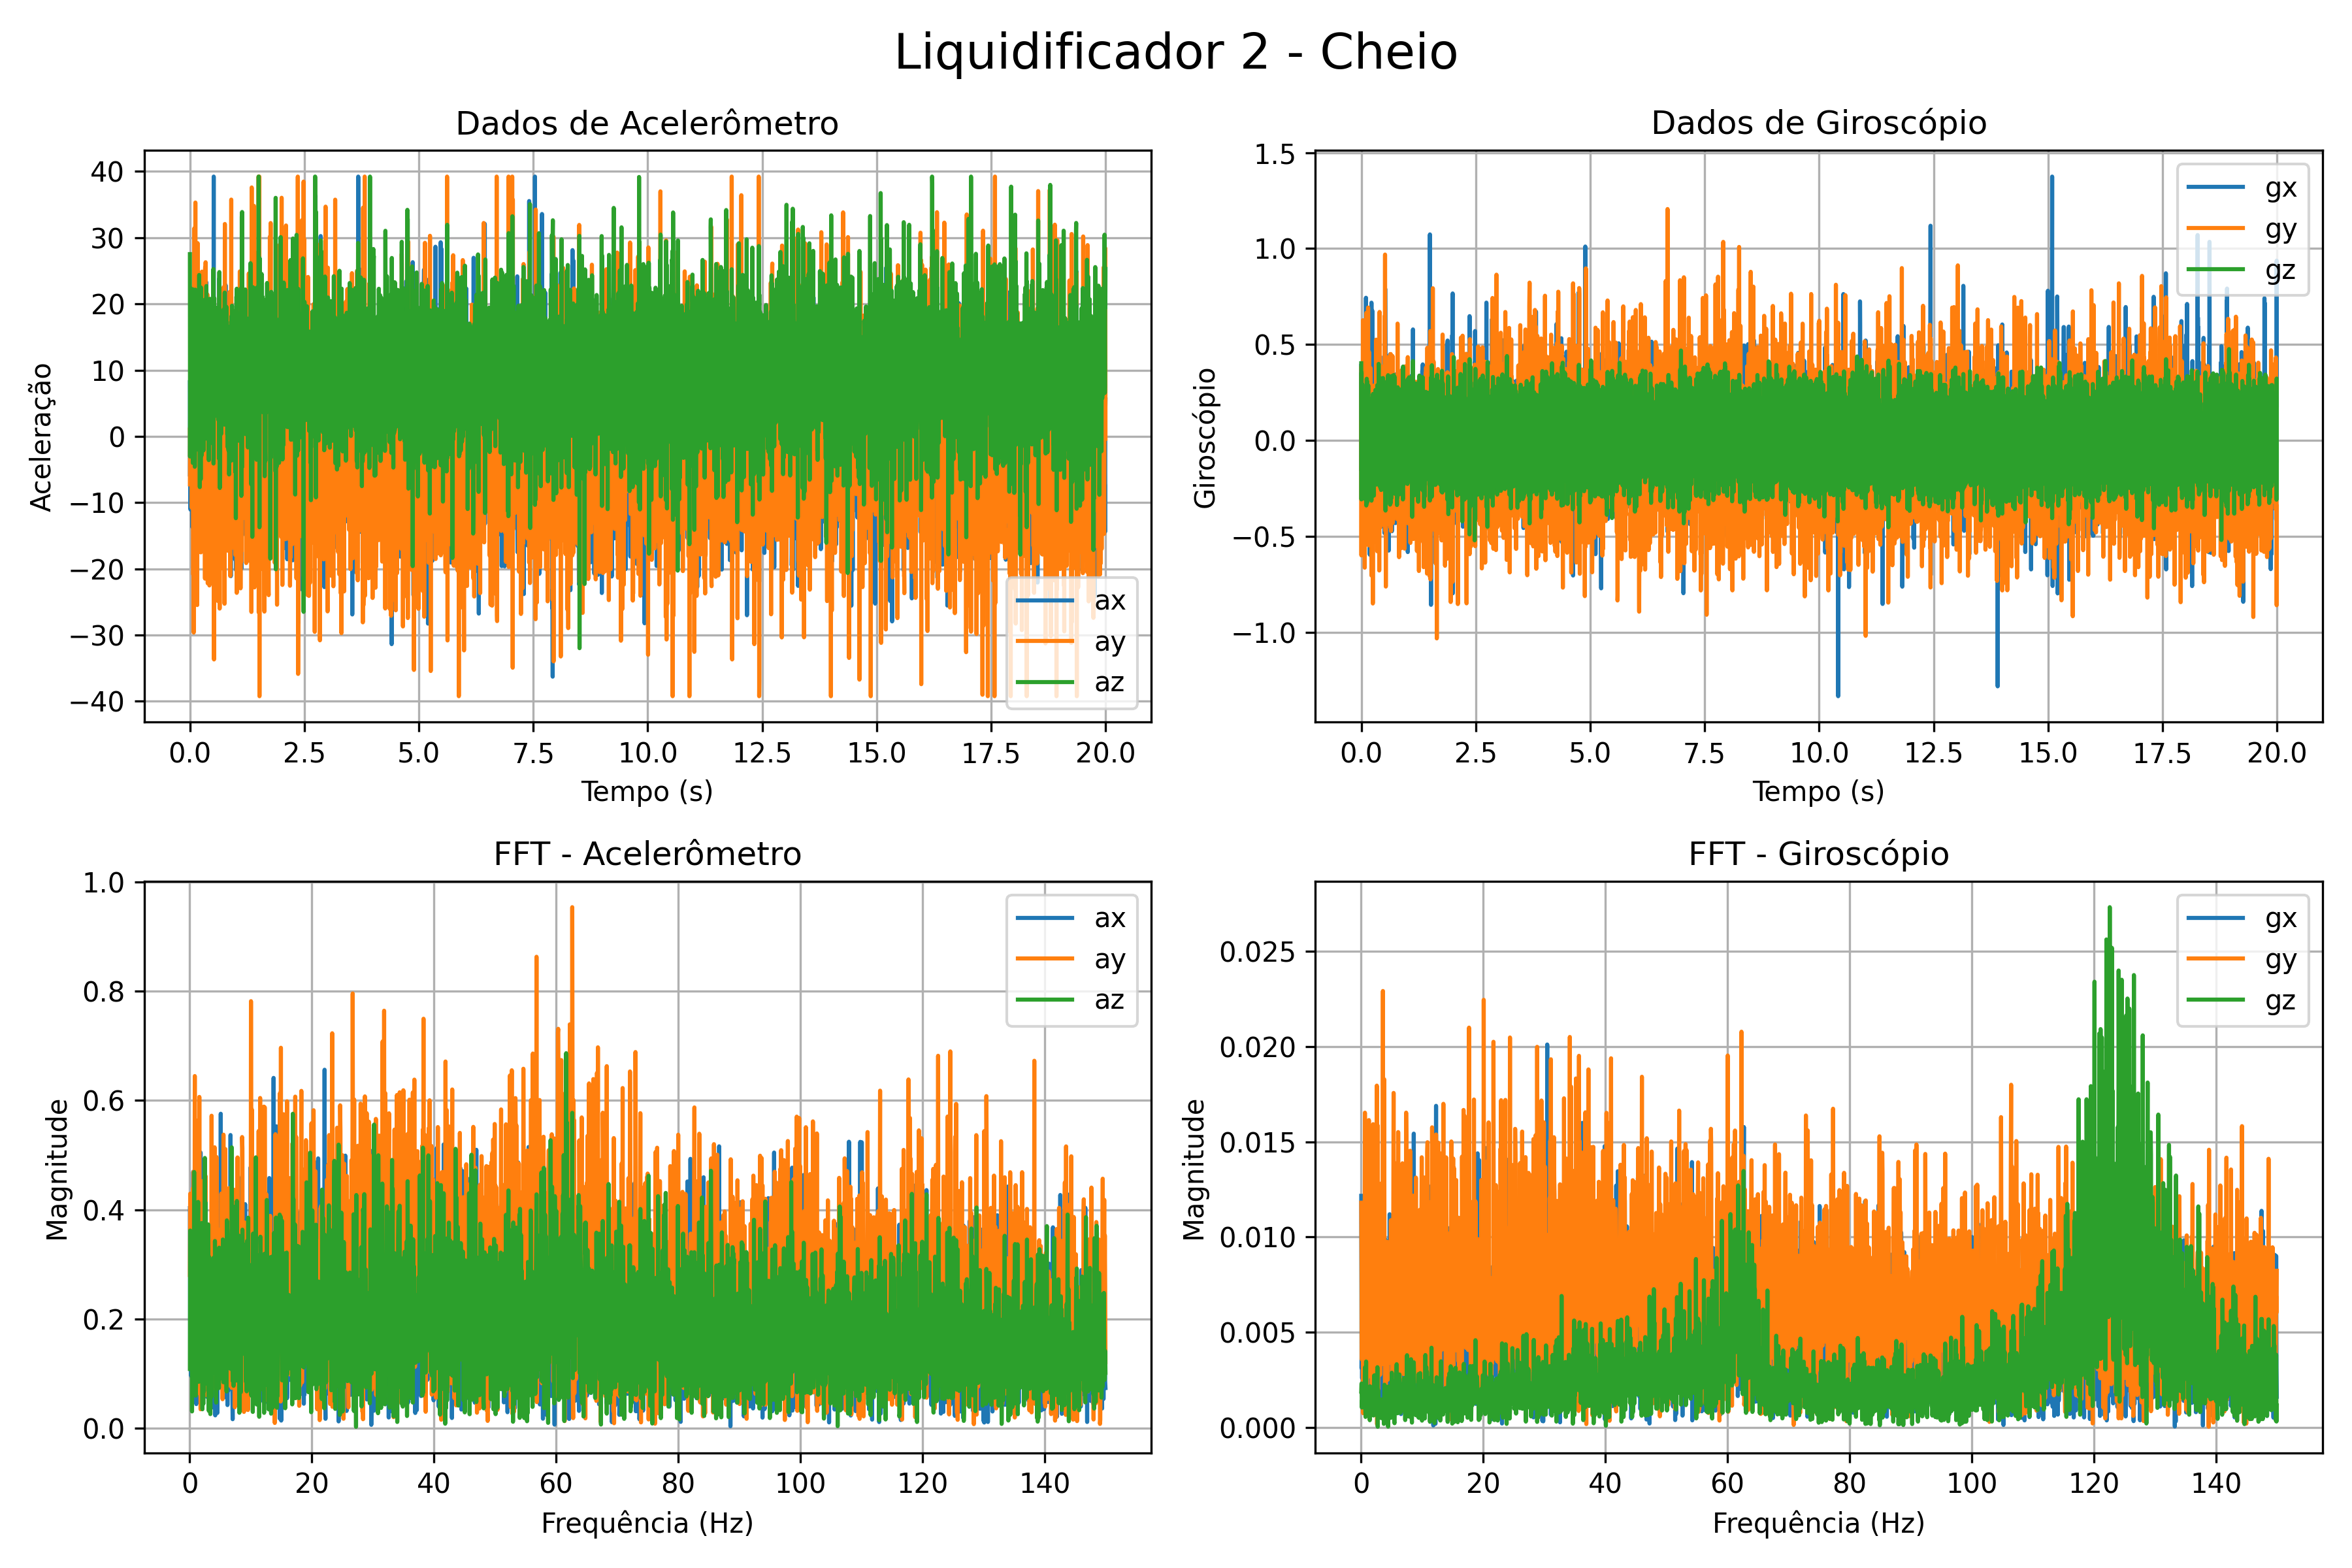 Liquidificador 2 - Cheio
Dados de Acelerômetro
40
30
20
10
0
−10
−20
−30
−40
Aceleração
ax
ay
az
0.0 2.5 5.0 7.5 10.0 12.5 15.0 17.5 20.0
Tempo (s)
Dados de Giroscópio
1.5
1.0
0.5
0.0
−0.5
−1.0
Giroscópio
gx
gy
gz
0.0 2.5 5.0 7.5 10.0 12.5 15.0 17.5 20.0
Tempo (s)
FFT - Acelerômetro
1.0
0.8
0.6
0.4
0.2
0.0
Magnitude
ax
ay
az
0 20 40 60 80 100 120 140
Frequência (Hz)
FFT - Giroscópio
0.025
0.020
0.015
0.010
0.005
0.000
Magnitude
gx
gy
gz
0 20 40 60 80 100 120 140
Frequência (Hz)